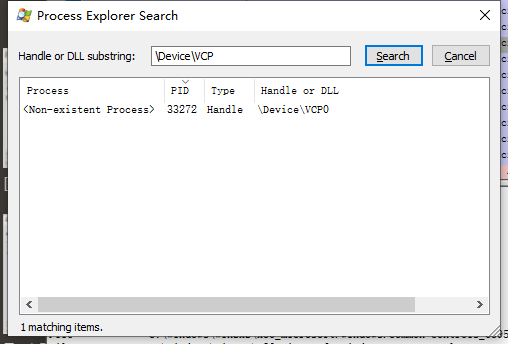 Process Explorer Search
Handle or DLL substring: \Device\VCP Search Cancel
Process PID Type Handle or DLL
<Non-existent Process> 33272 Handle \Device\VCP0
1 matching items.